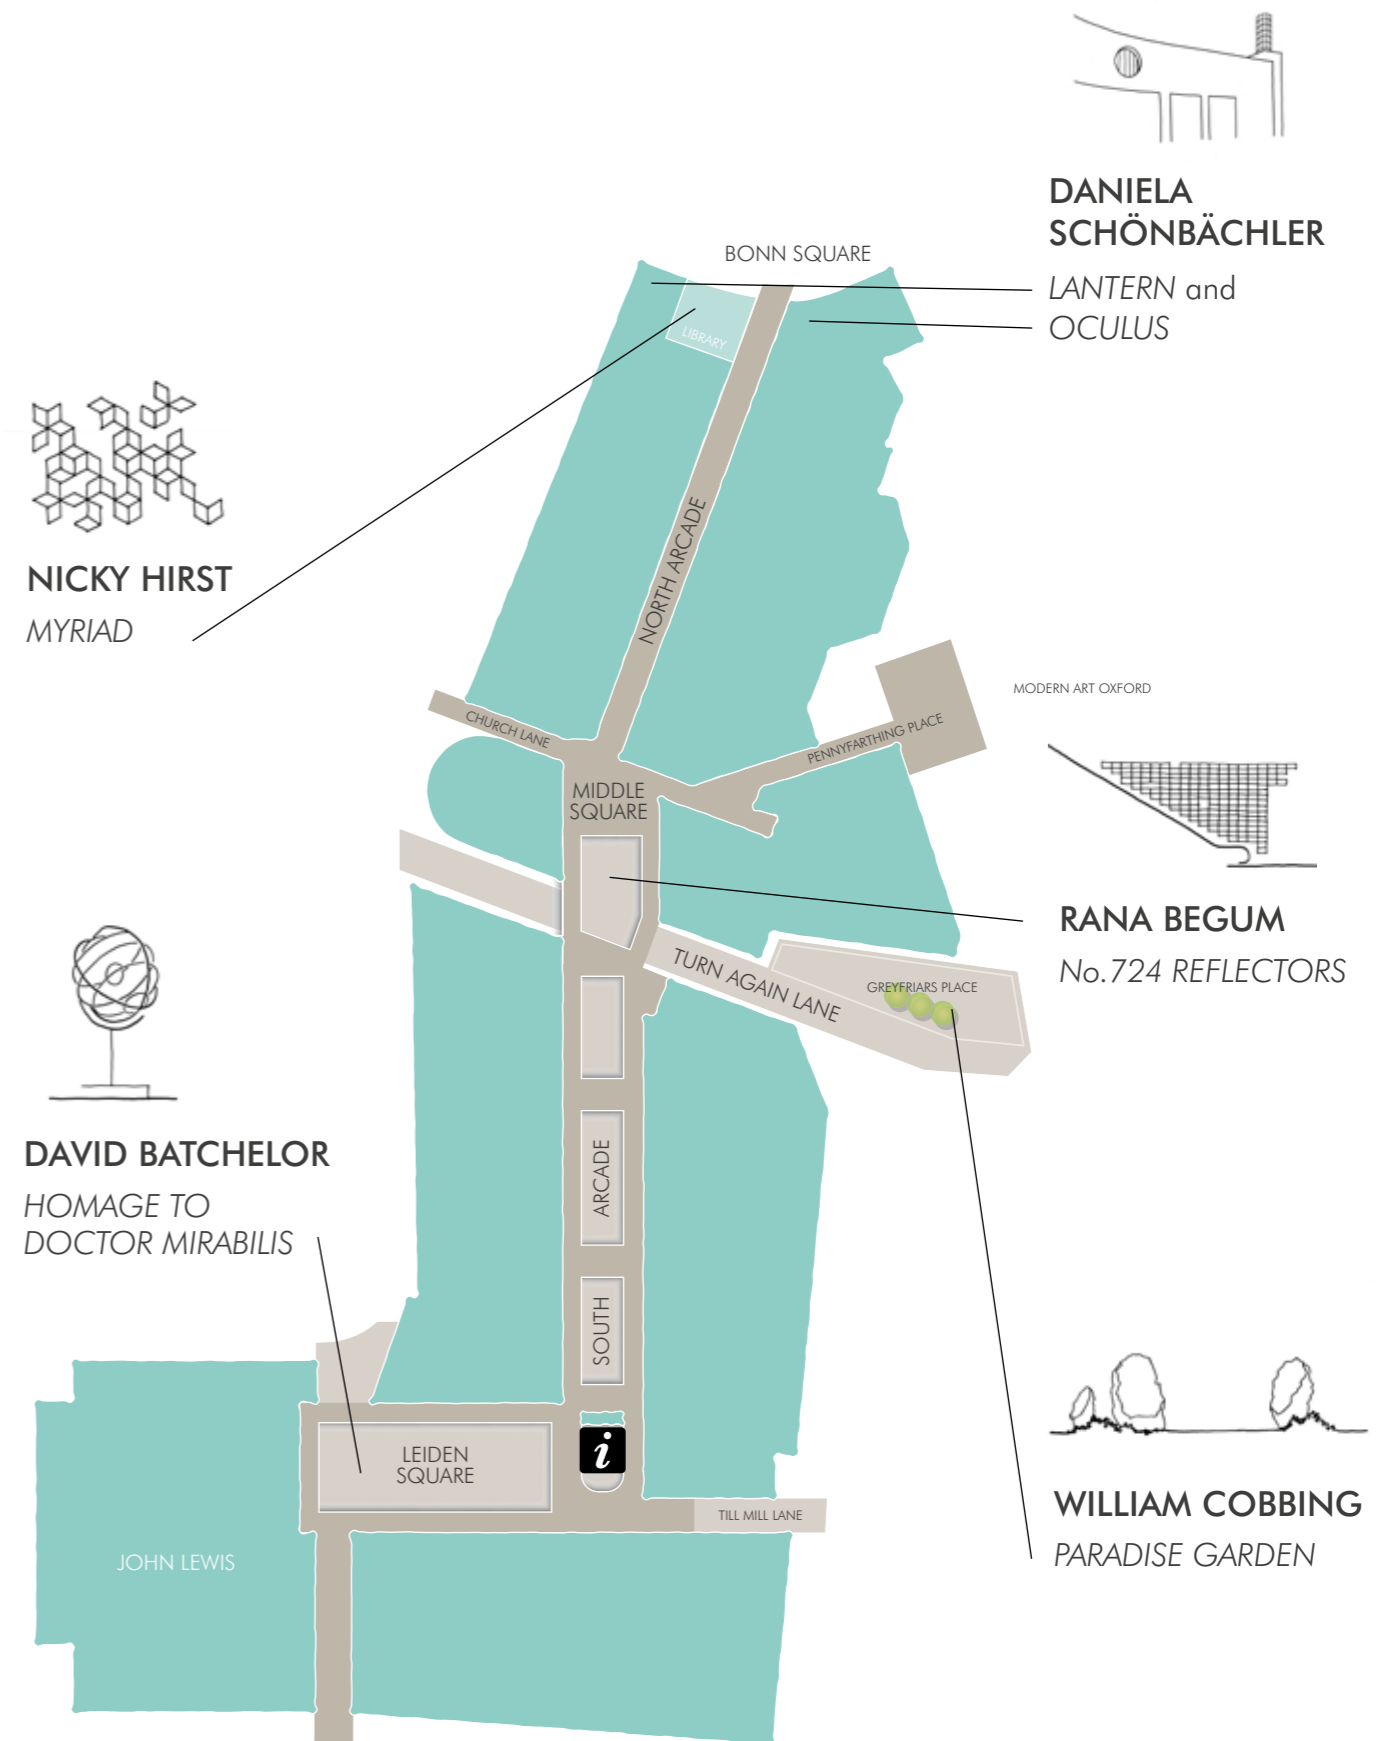 DANIELA
SCHÖNBÄCHLER
LANTERN and
OCULUS
BONN SQUARE
LIBRARY
NICKY HIRST
MYRIAD
NORTH ARCADE
MODERN ART OXFORD
CHURCH LANE
PENNYFARTHING PLACE
MIDDLE
SQUARE
RANA BEGUM
No.724 REFLECTORS
TURN AGAIN LANE
GREYFRIARS PLACE
DAVID BATCHELOR
HOMAGE TO
DOCTOR MIRABILIS
SOUTH ARCADE
i
LEIDEN
SQUARE
TILL MILL LANE
JOHN LEWIS
WILLIAM COBBING
PARADISE GARDEN